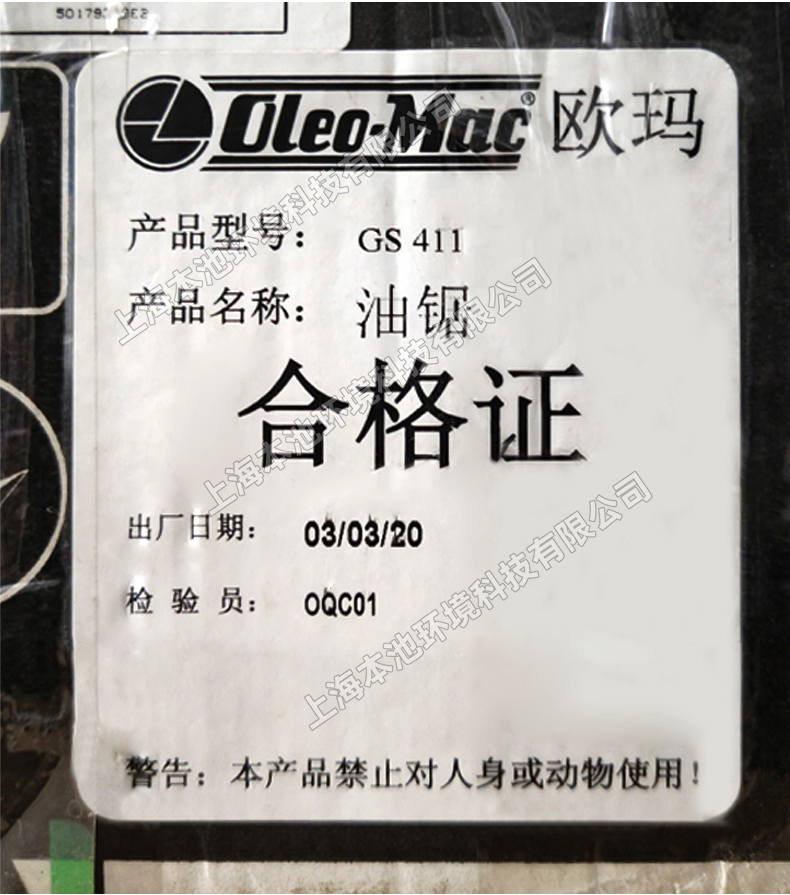 Oleo-Mac® 欧玛
产品型号： GS 411
产品名称： 油锯
合格证
出厂日期： 03/03/20
检验员： OQC01
警告：本产品禁止对人身或动物使用！
上海本池环境科技有限公司
上海本池环境科技有限公司
上海本池环境科技有限公司